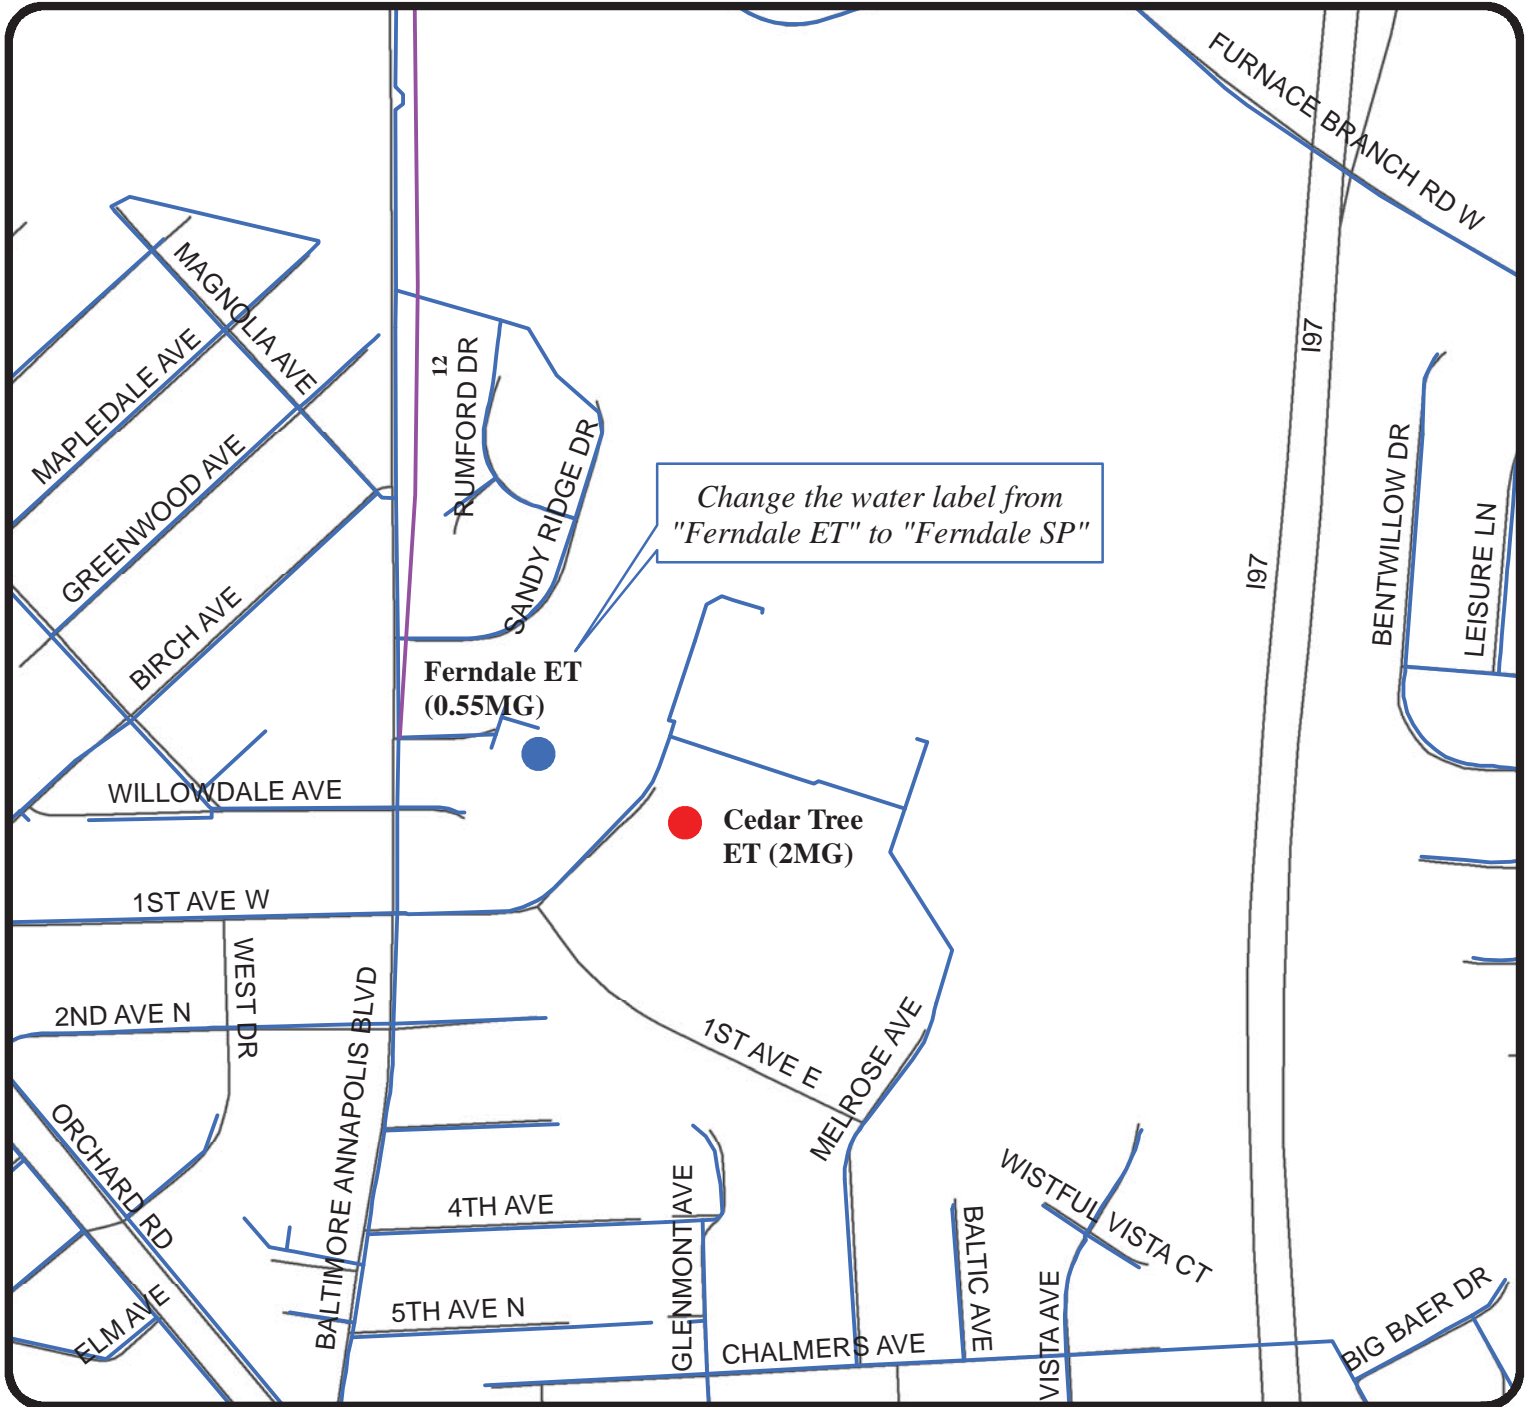 FURNACE BRANCH RD W
MAGNOLIA AVE
MAPLEDALE AVE
12
RUMFORD DR
I97
GREENWOOD AVE
SANDY RIDGE DR
Change the water label from
"Ferndale ET" to "Ferndale SP"
BENTWILLOW DR
LEISURE LN
I97
BIRCH AVE
Ferndale ET
(0.55MG)
WILLOWDALE AVE
Cedar Tree
ET (2MG)
1ST AVE W
WEST DR
2ND AVE N
BALTIMORE ANNAPOLIS BLVD
1ST AVE E
MELROSE AVE
ORCHARD RD
4TH AVE
GLENMONT AVE
WISTFUL VISTA CT
BALTIC AVE
5TH AVE N
ELM AVE
CHALMERS AVE
VISTA AVE
BIG BAER DR